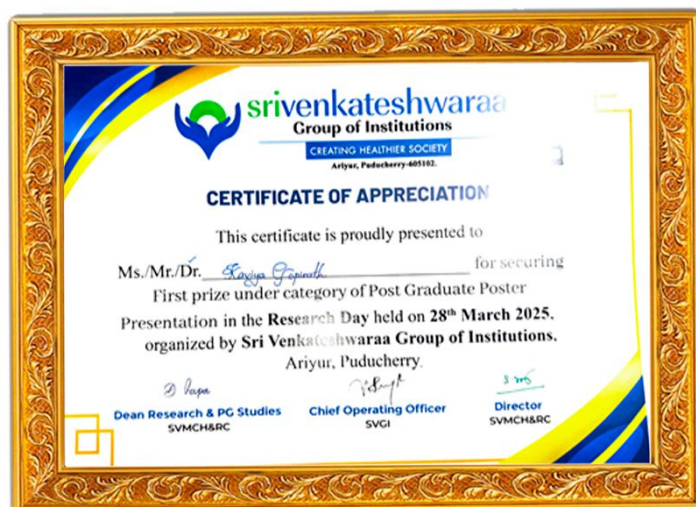 srivenkateshwaraa
Group of Institutions
CREATING HEALTHIER SOCIETY
Ariyur, Puducherry-605102.
CERTIFICATE OF APPRECIATION
This certificate is proudly presented to
Ms./Mr./Dr. Gopinath for securing
First prize under category of Post Graduate Poster
Presentation in the Research Day held on 28th March 2025.
organized by Sri Venkateshwaraa Group of Institutions,
Ariyur, Puducherry.
Dean Research & PG Studies
SVMCH&RC
Chief Operating Officer
SVGI
Director
SVMCH&RC